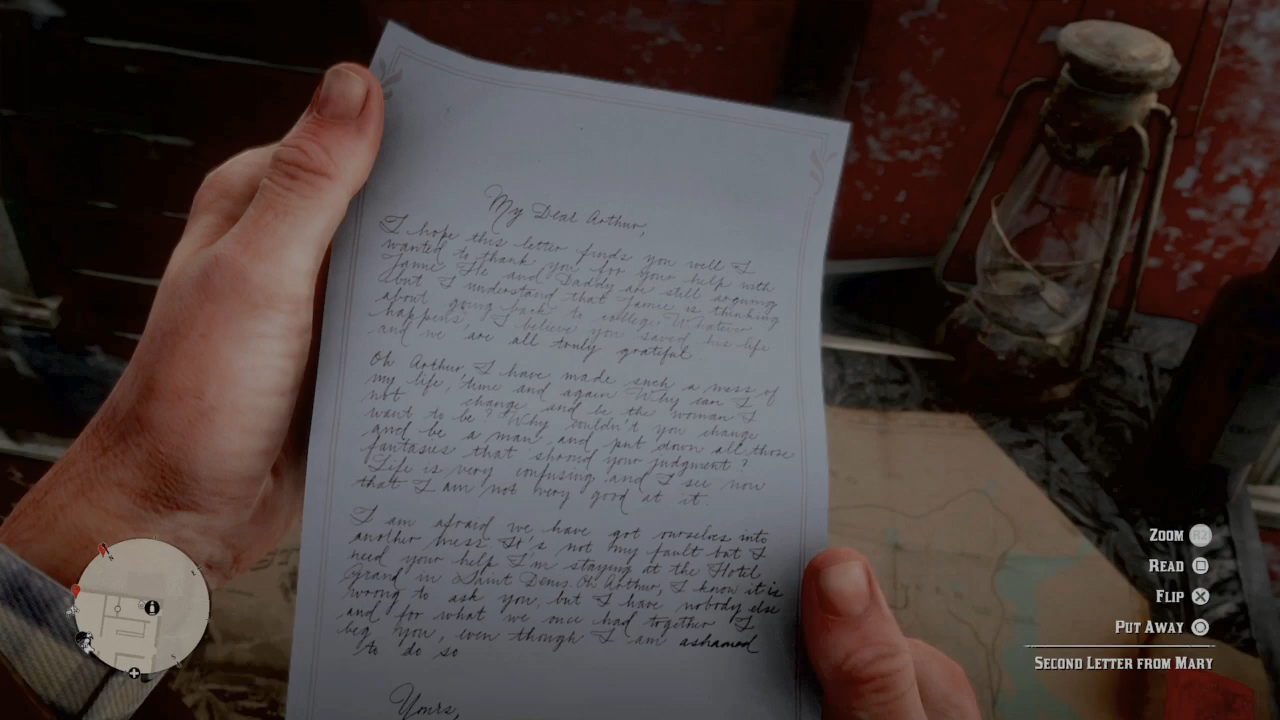 My Dear Arthur,
I hope this letter finds you well I
wanted to thank you for your help with
Jamie He and Daddy are still arguing
but I understand that Jamie is thinking
about going back to college. Whatever
happens, I believe you saved his life
and we are all truly grateful
Oh Arthur I have made such a mess of
my life, time and again Why can I
not change and be the woman I
want to be? Why couldn't you change
and be a man and put down all those
fantasies that shroud your judgment?
Life is very confusing and I see now
that I am not very good at it.
I am afraid we have got ourselves into
another mess It's not my fault but I
need your help I'm staying at the Hotel
Grand in Saint Denis. Oh Arthur, I know it is
wrong to ask you, but I have nobody else
and for what we once had together I
beg you, even though I am ashamed
to do so
Yours,
ZOOM R2
READ
FLIP
PUT AWAY
SECOND LETTER FROM MARY